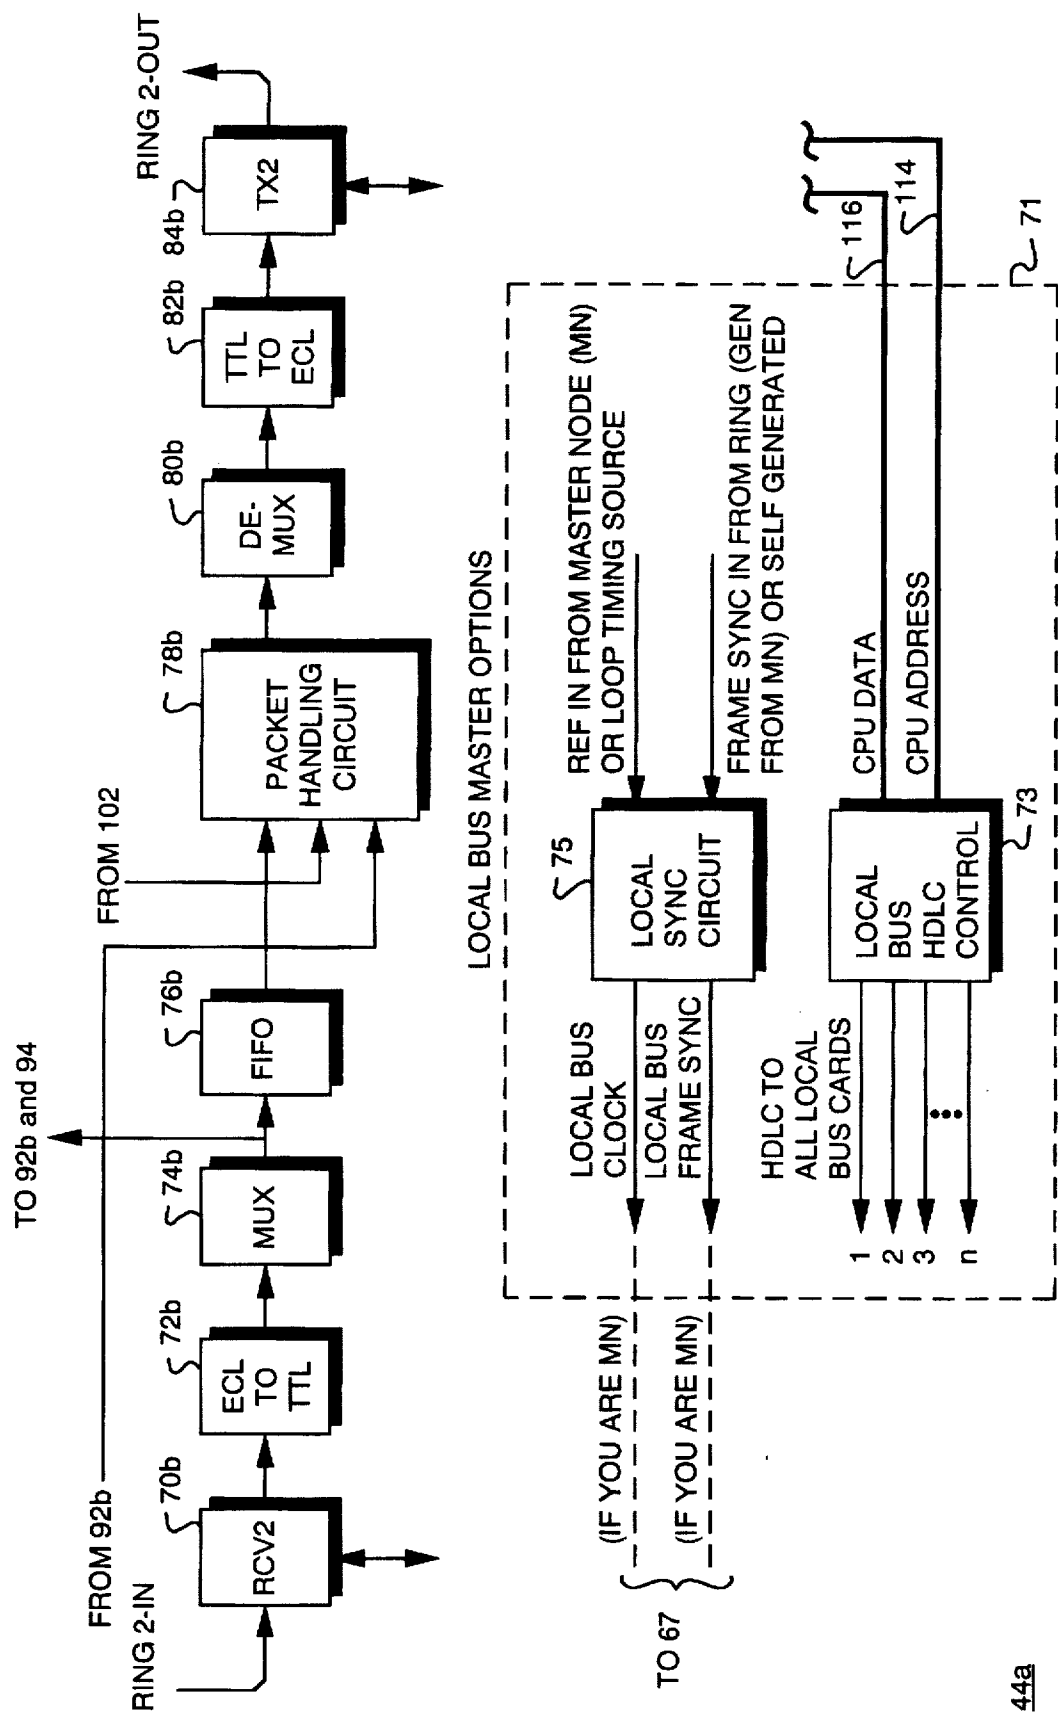 TO 92b and 94
FROM 92b
FROM 102
RING 2-IN
RING 2-OUT
70b
RCV2
72b
ECL
TO
TTL
74b
MUX
76b
FIFO
78b
PACKET
HANDLING
CIRCUIT
80b
DE-
MUX
82b
TTL
TO
ECL
84b
TX2
LOCAL BUS MASTER OPTIONS
71
75
LOCAL
SYNC
CIRCUIT
REF IN FROM MASTER NODE (MN)
OR LOOP TIMING SOURCE
FRAME SYNC IN FROM RING (GEN
FROM MN) OR SELF GENERATED
LOCAL BUS
CLOCK
LOCAL BUS
FRAME SYNC
(IF YOU ARE MN)
(IF YOU ARE MN)
TO 67
HDLC TO
ALL LOCAL
BUS CARDS
1
2
3
n
LOCAL
BUS
HDLC
CONTROL
73
CPU DATA
CPU ADDRESS
116
114
44a